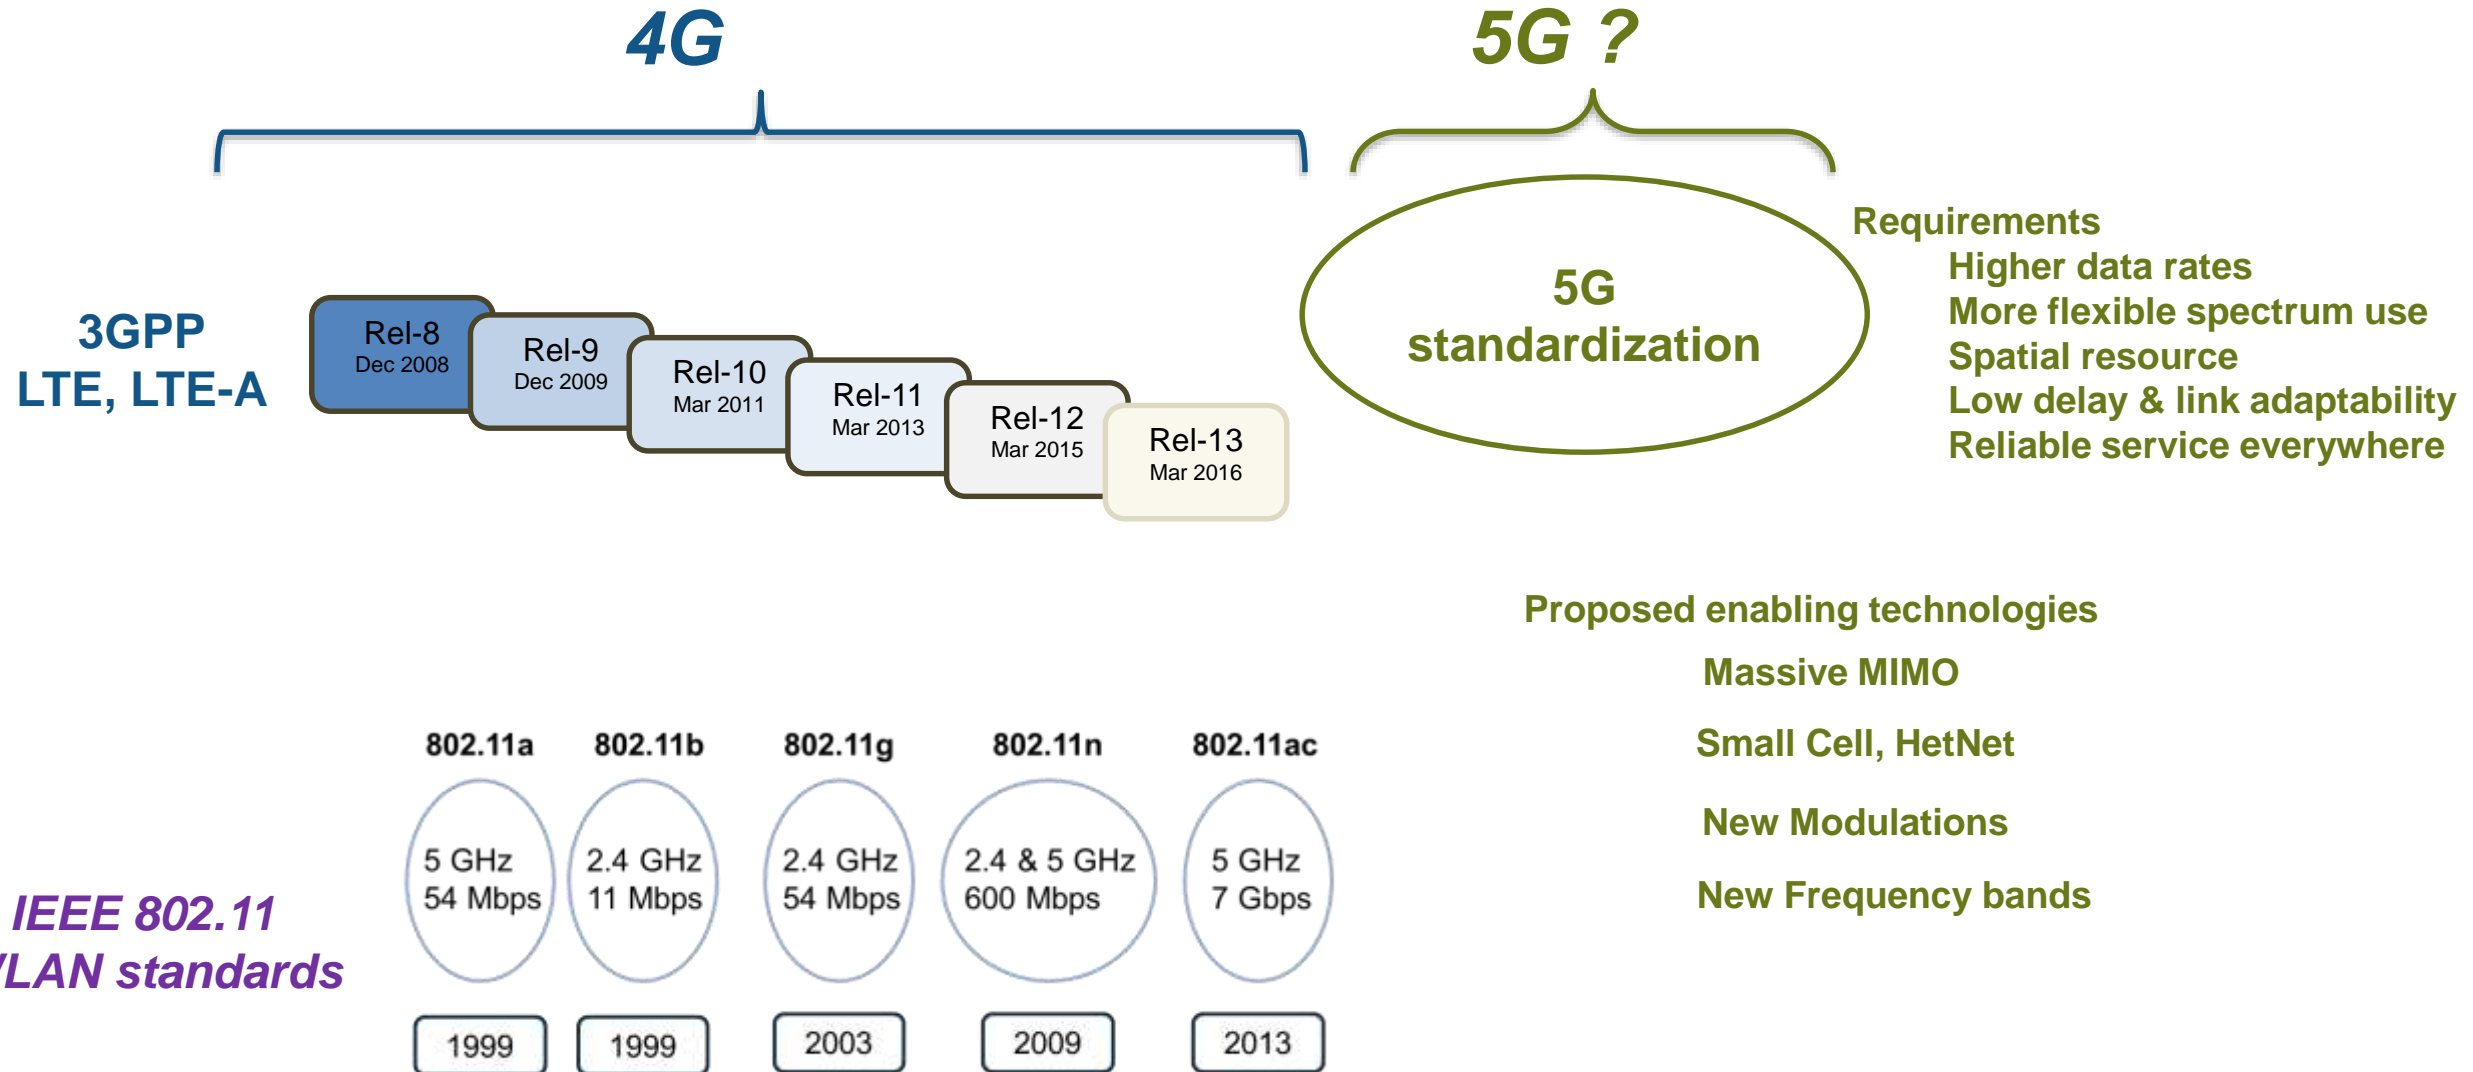 4G
5G ?
3GPP
LTE, LTE-A
Rel-8
Dec 2008
Rel-9
Dec 2009
Rel-10
Mar 2011
Rel-11
Mar 2013
Rel-12
Mar 2015
Rel-13
Mar 2016
5G
standardization
Requirements
Higher data rates
More flexible spectrum use
Spatial resource
Low delay & link adaptability
Reliable service everywhere
Proposed enabling technologies
Massive MIMO
Small Cell, HetNet
New Modulations
New Frequency bands
IEEE 802.11
LAN standards
802.11a
5 GHz
54 Mbps
1999
802.11b
2.4 GHz
11 Mbps
1999
802.11g
2.4 GHz
54 Mbps
2003
802.11n
2.4 & 5 GHz
600 Mbps
2009
802.11ac
5 GHz
7 Gbps
2013